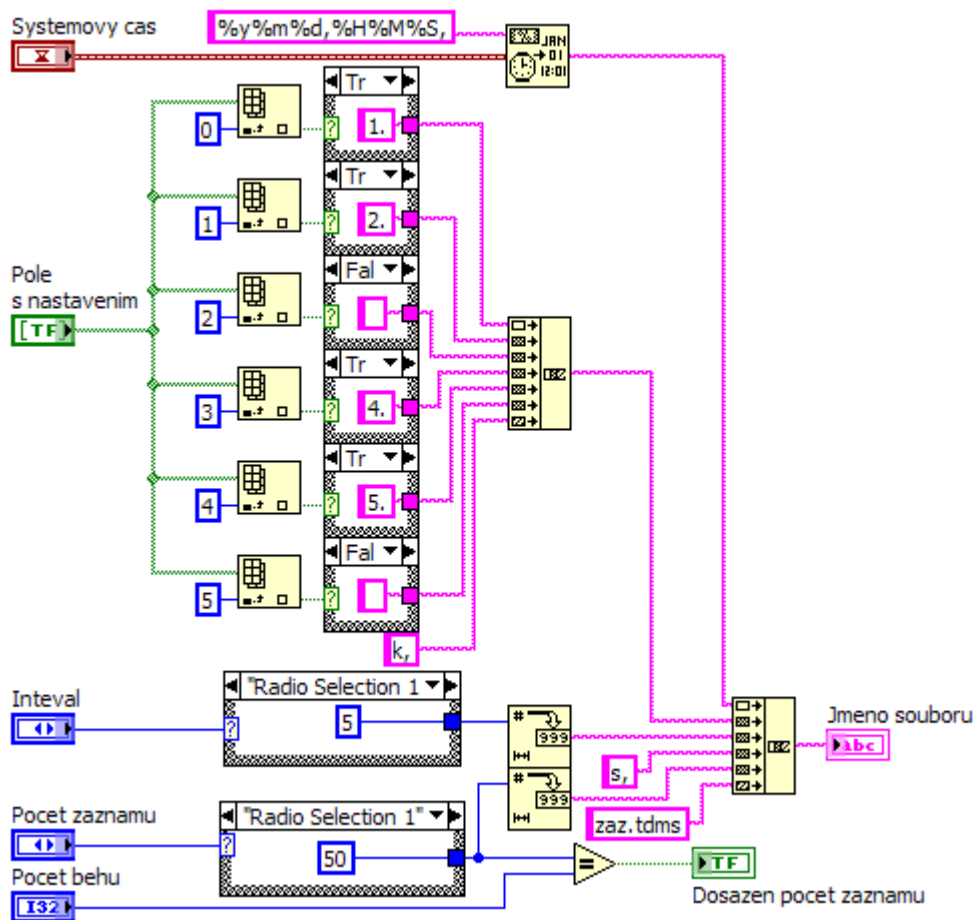 Systemovy cas
%y%m%d,%H%M%S,
JAN
01
12:01
Tr
1.
0
Tr
2.
1
Pole
s nastavenim
TF
Fal
2
Tr
4.
3
Tr
5.
4
Fal
5
k,
Inteval
"Radio Selection 1
5
#
999
Jmeno souboru
abc
s,
#
999
Pocet zaznamu
"Radio Selection 1"
50
zaz.tdms
Pocet behu
I32
=
TF
Dosazen pocet zaznamu